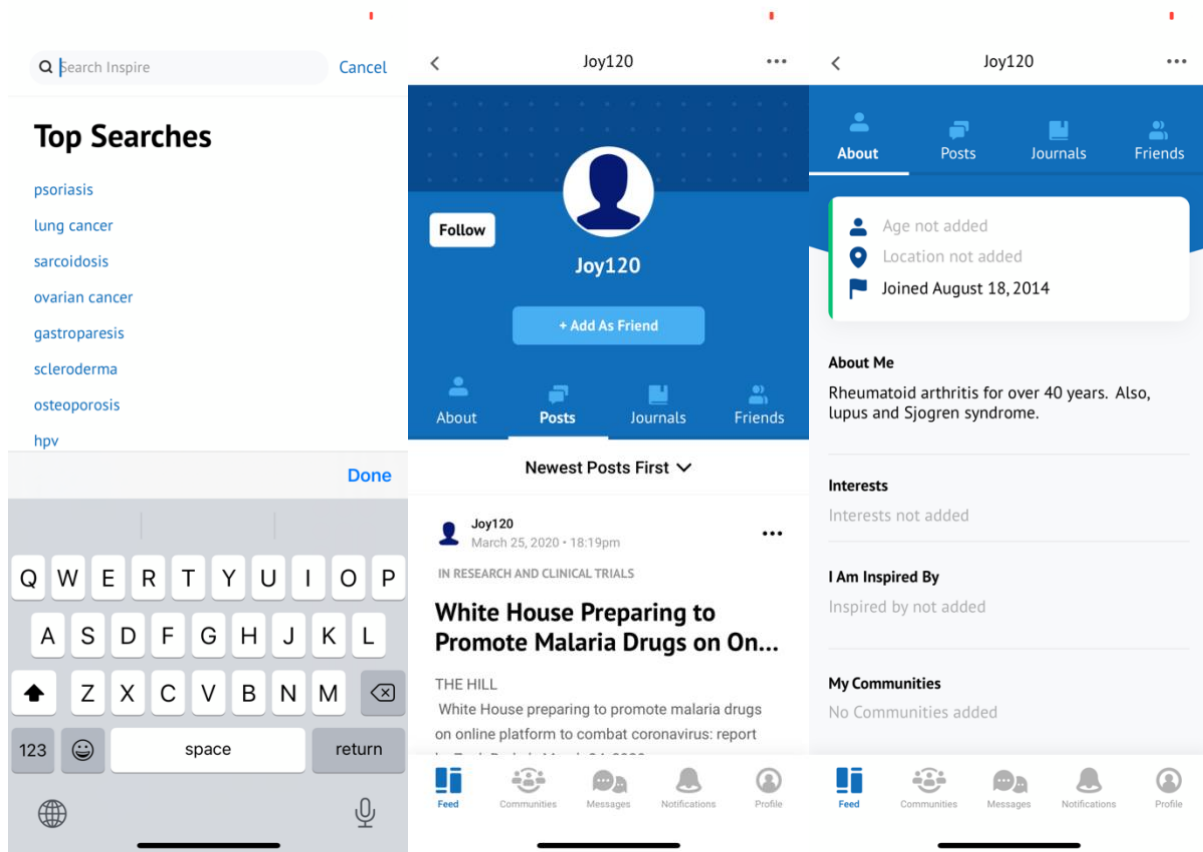 Search Inspire
Cancel
Top Searches
psoriasis
lung cancer
sarcoidosis
ovarian cancer
gastroparesis
scleroderma
osteoporosis
hpv
Done
Q W E R T Y U I O P
A S D F G H J K L
Z X C V B N M
123 space return
Joy120
Follow
Joy120
+ Add As Friend
About Posts Journals Friends
Newest Posts First
Joy120
March 25, 2020 • 18:19pm
IN RESEARCH AND CLINICAL TRIALS
White House Preparing to
Promote Malaria Drugs on On...
THE HILL
White House preparing to promote malaria drugs
on online platform to combat coronavirus: report
Feed Communities Messages Notifications Profile
Joy120
About Posts Journals Friends
Age not added
Location not added
Joined August 18, 2014
About Me
Rheumatoid arthritis for over 40 years. Also,
lupus and Sjogren syndrome.
Interests
Interests not added
I Am Inspired By
Inspired by not added
My Communities
No Communities added
Feed Communities Messages Notifications Profile